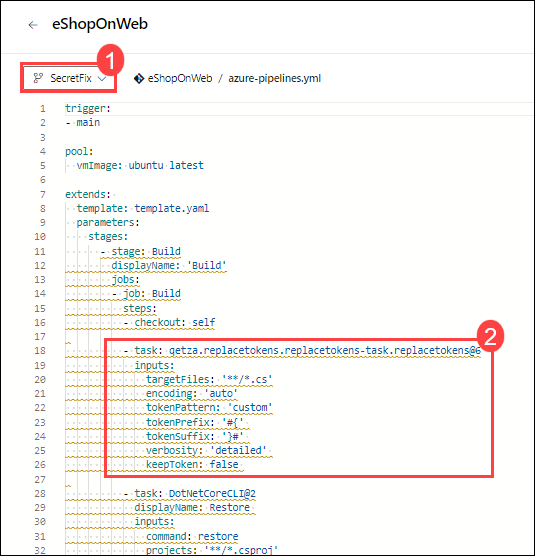 ← eShopOnWeb
1
SecretFix eShopOnWeb / azure-pipelines.yml
1 trigger:
2 - main
3
4 pool:
5 vmImage: ubuntu latest
6
7 extends:
8 template: template.yaml
9 parameters:
10 stages:
11 - stage: Build
12 displayName: 'Build'
13 jobs:
14 - job: Build
15 steps:
16 - checkout: self
17
2
18 - task: qetza.replacetokens.replacetokens-task.replacetokens@6
19 inputs:
20 targetFiles: '**/*.cs'
21 encoding: 'auto'
22 tokenPattern: 'custom'
23 tokenPrefix: '#{'
24 tokenSuffix: '}#'
25 verbosity: 'detailed'
26 keepToken: false
27
28 - task: DotNetCoreCLI@2
29 displayName: Restore
30 inputs:
31 command: restore
32 projects: '**/*.csproj'